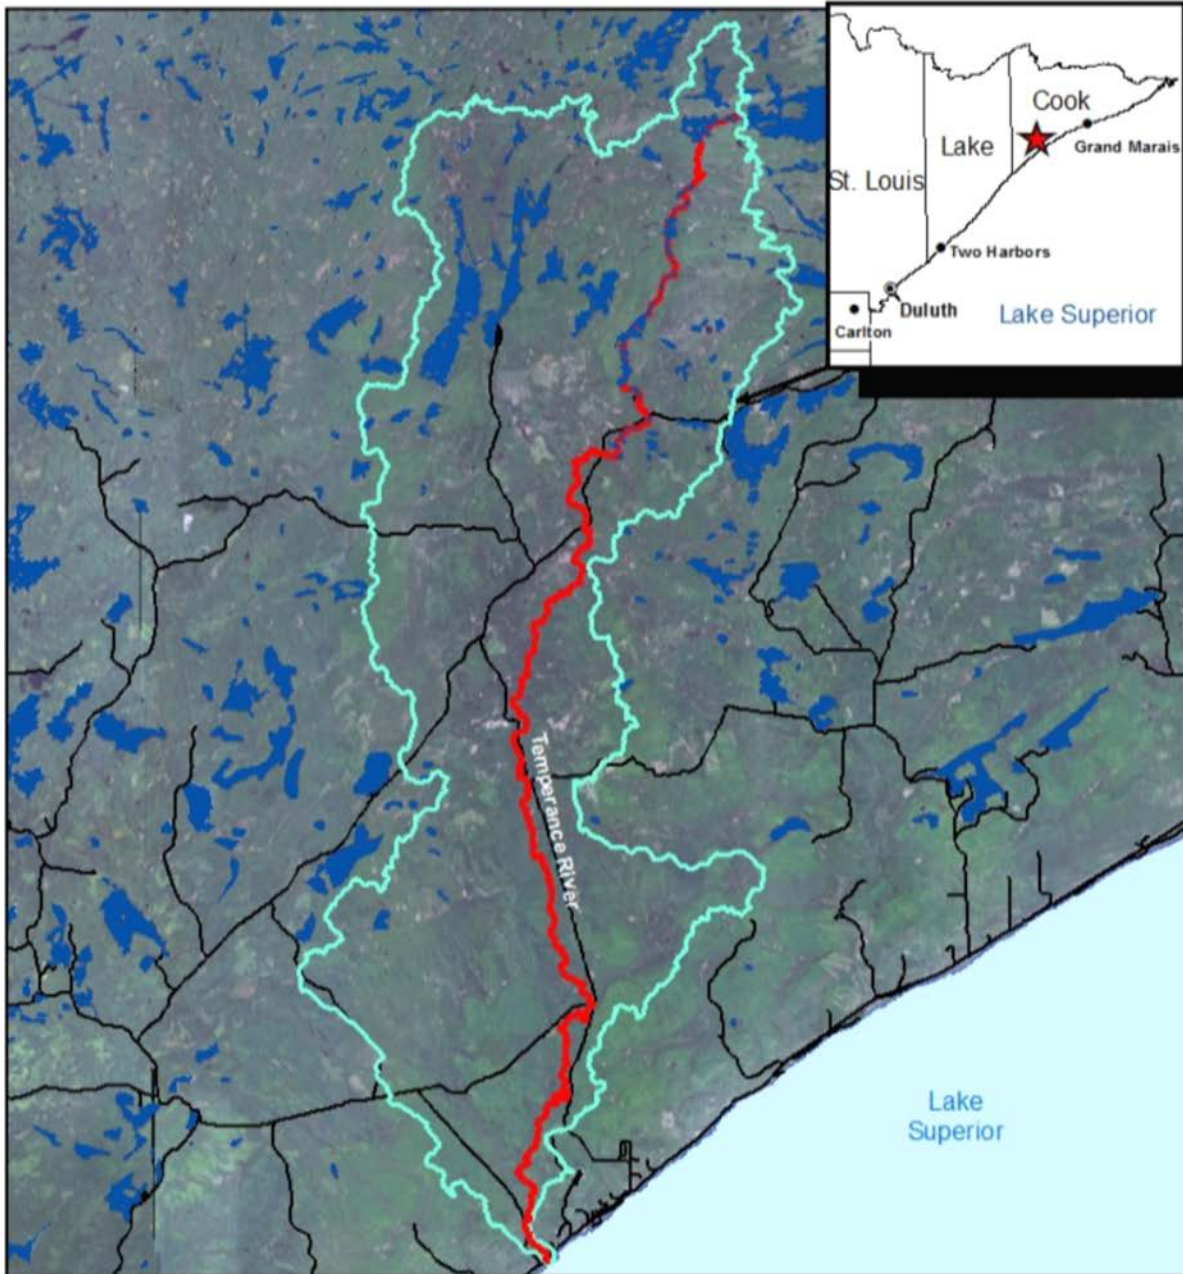 Cook
Lake
Grand Marais
St. Louis
Two Harbors
Duluth
Lake Superior
Carlton
Temperance River
Lake
Superior